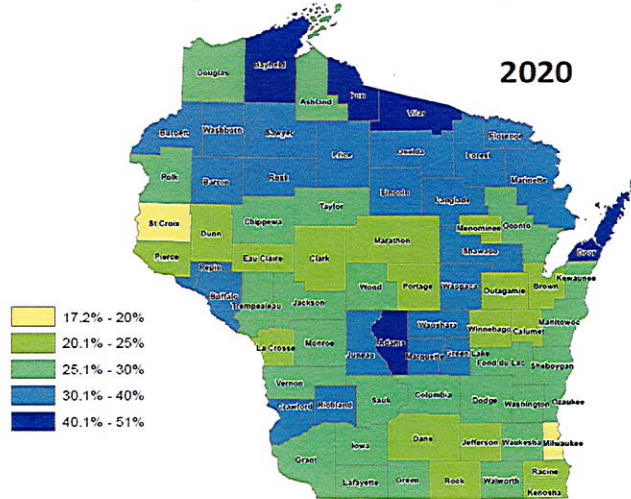 2020
Douglas
Bayfield
Ashland
Iron
Vilas
Burnett
Washburn
Sawyer
Price
Oneida
Florence
Forest
Marinette
Polk
Barron
Rusk
Lincoln
Langlade
Taylor
St Croix
Dunn
Chippewa
Marathon
Menominee
Oconto
Door
Pierce
Pepin
Eau Claire
Clark
Shawano
Buffalo
Trempealeau
Jackson
Wood
Portage
Waupaca
Outagamie
Brown
Kewaunee
17.2% - 20%
20.1% - 25%
25.1% - 30%
30.1% - 40%
40.1% - 51%
La Crosse
Monroe
Juneau
Adams
Waushara
Marquette
Green Lake
Winnebago
Calumet
Manitowoc
Fond du Lac
Sheboygan
Vernon
Crawford
Richland
Sauk
Columbia
Dodge
Washington
Ozaukee
Grant
Iowa
Dane
Jefferson
Waukesha
Milwaukee
Lafayette
Green
Rock
Walworth
Racine
Kenosha